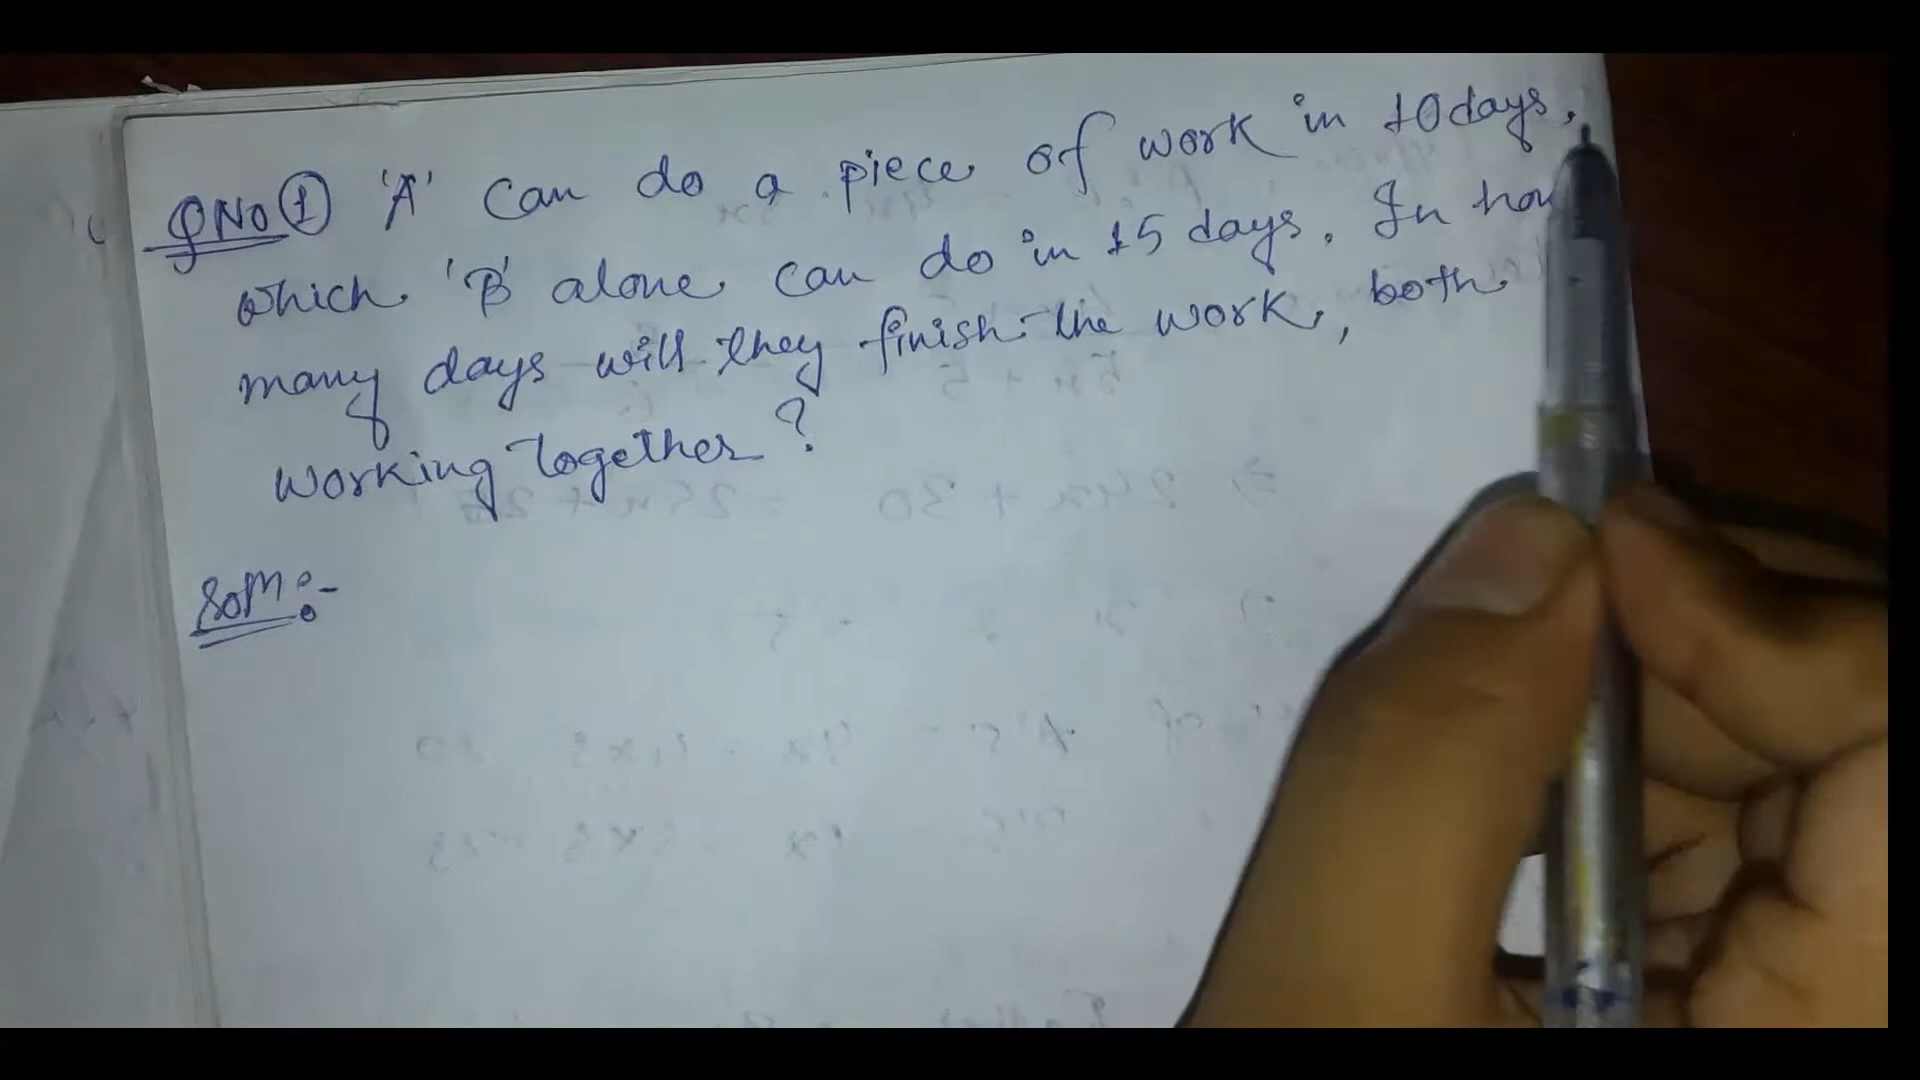 QNO ① 'A' can do a piece of work in 10 days,
which 'B' alone can do in 15 days. In how
many days will they finish the work, both
working together?
Soln:-